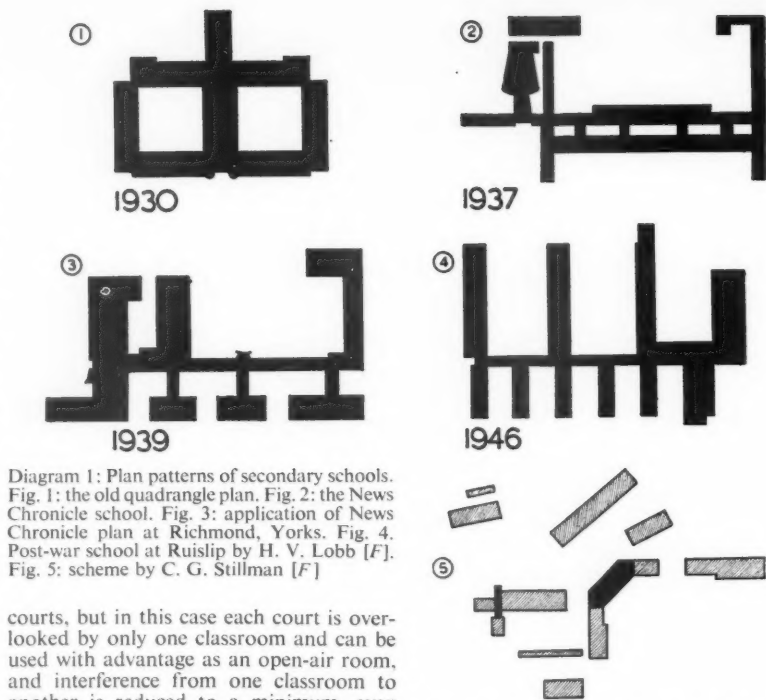 ①
1930
②
1937
③
1939
④
1946
Diagram 1: Plan patterns of secondary schools.
Fig. 1: the old quadrangle plan. Fig. 2: the News
Chronicle school. Fig. 3: application of News
Chronicle plan at Richmond, Yorks. Fig. 4.
Post-war school at Ruislip by H. V. Lobb [F].
Fig. 5: scheme by C. G. Stillman [F]
⑤
courts, but in this case each court is over-
looked by only one classroom and can be
used with advantage as an open-air room,
and interference from one classroom to